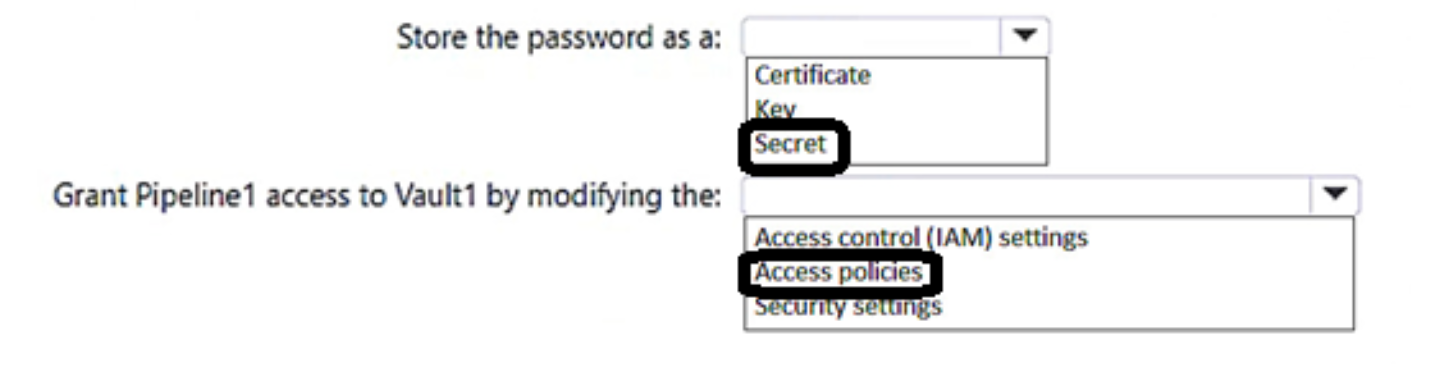 Store the password as a:
Certificate
Key
Secret
Grant Pipeline1 access to Vault1 by modifying the:
Access control (IAM) settings
Access policies
Security settings